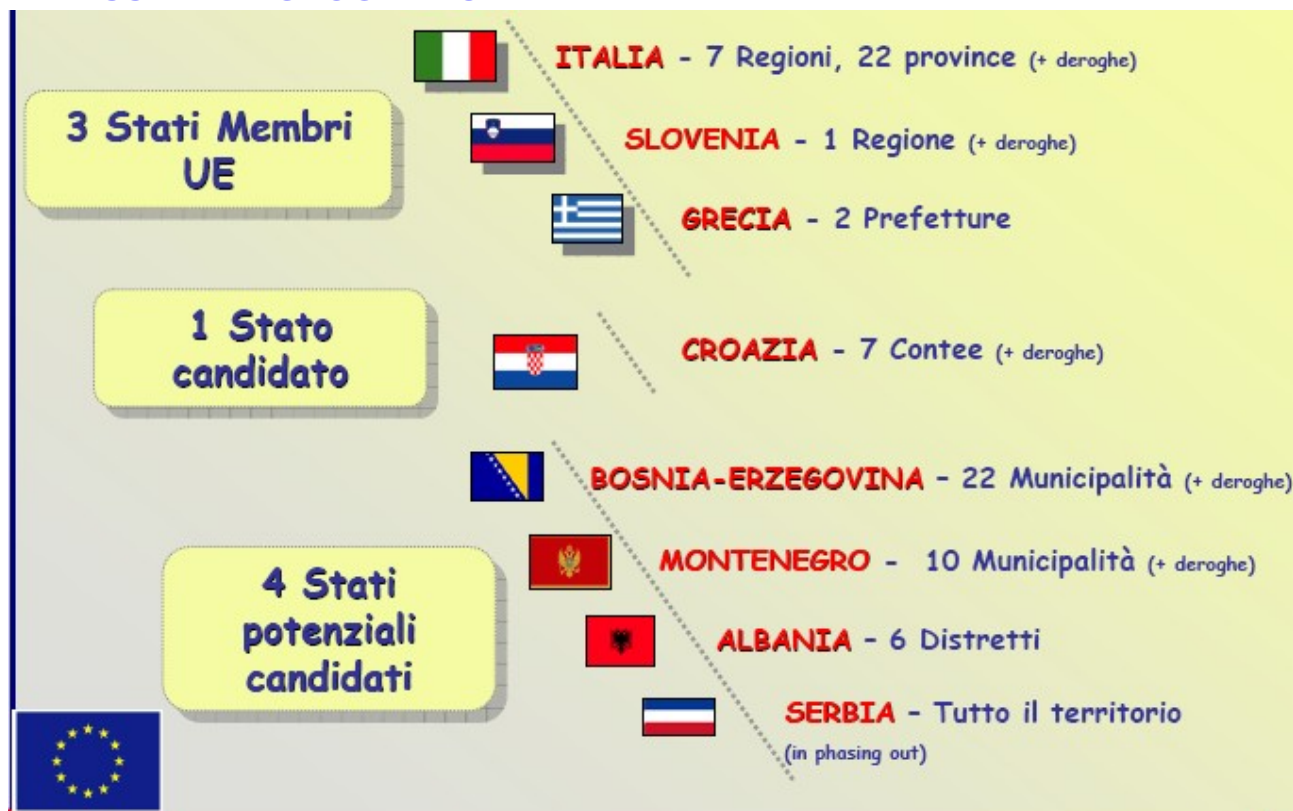 ITALIA - 7 Regioni, 22 province (+ deroghe)
3 Stati Membri
UE
SLOVENIA - 1 Regione (+ deroghe)
GRECIA - 2 Prefetture
1 Stato
candidato
CROAZIA - 7 Contee (+ deroghe)
BOSNIA-ERZEGOVINA - 22 Municipalità (+ deroghe)
4 Stati
potenziali
candidati
MONTENEGRO - 10 Municipalità (+ deroghe)
ALBANIA - 6 Distretti
SERBIA - Tutto il territorio
(in phasing out)